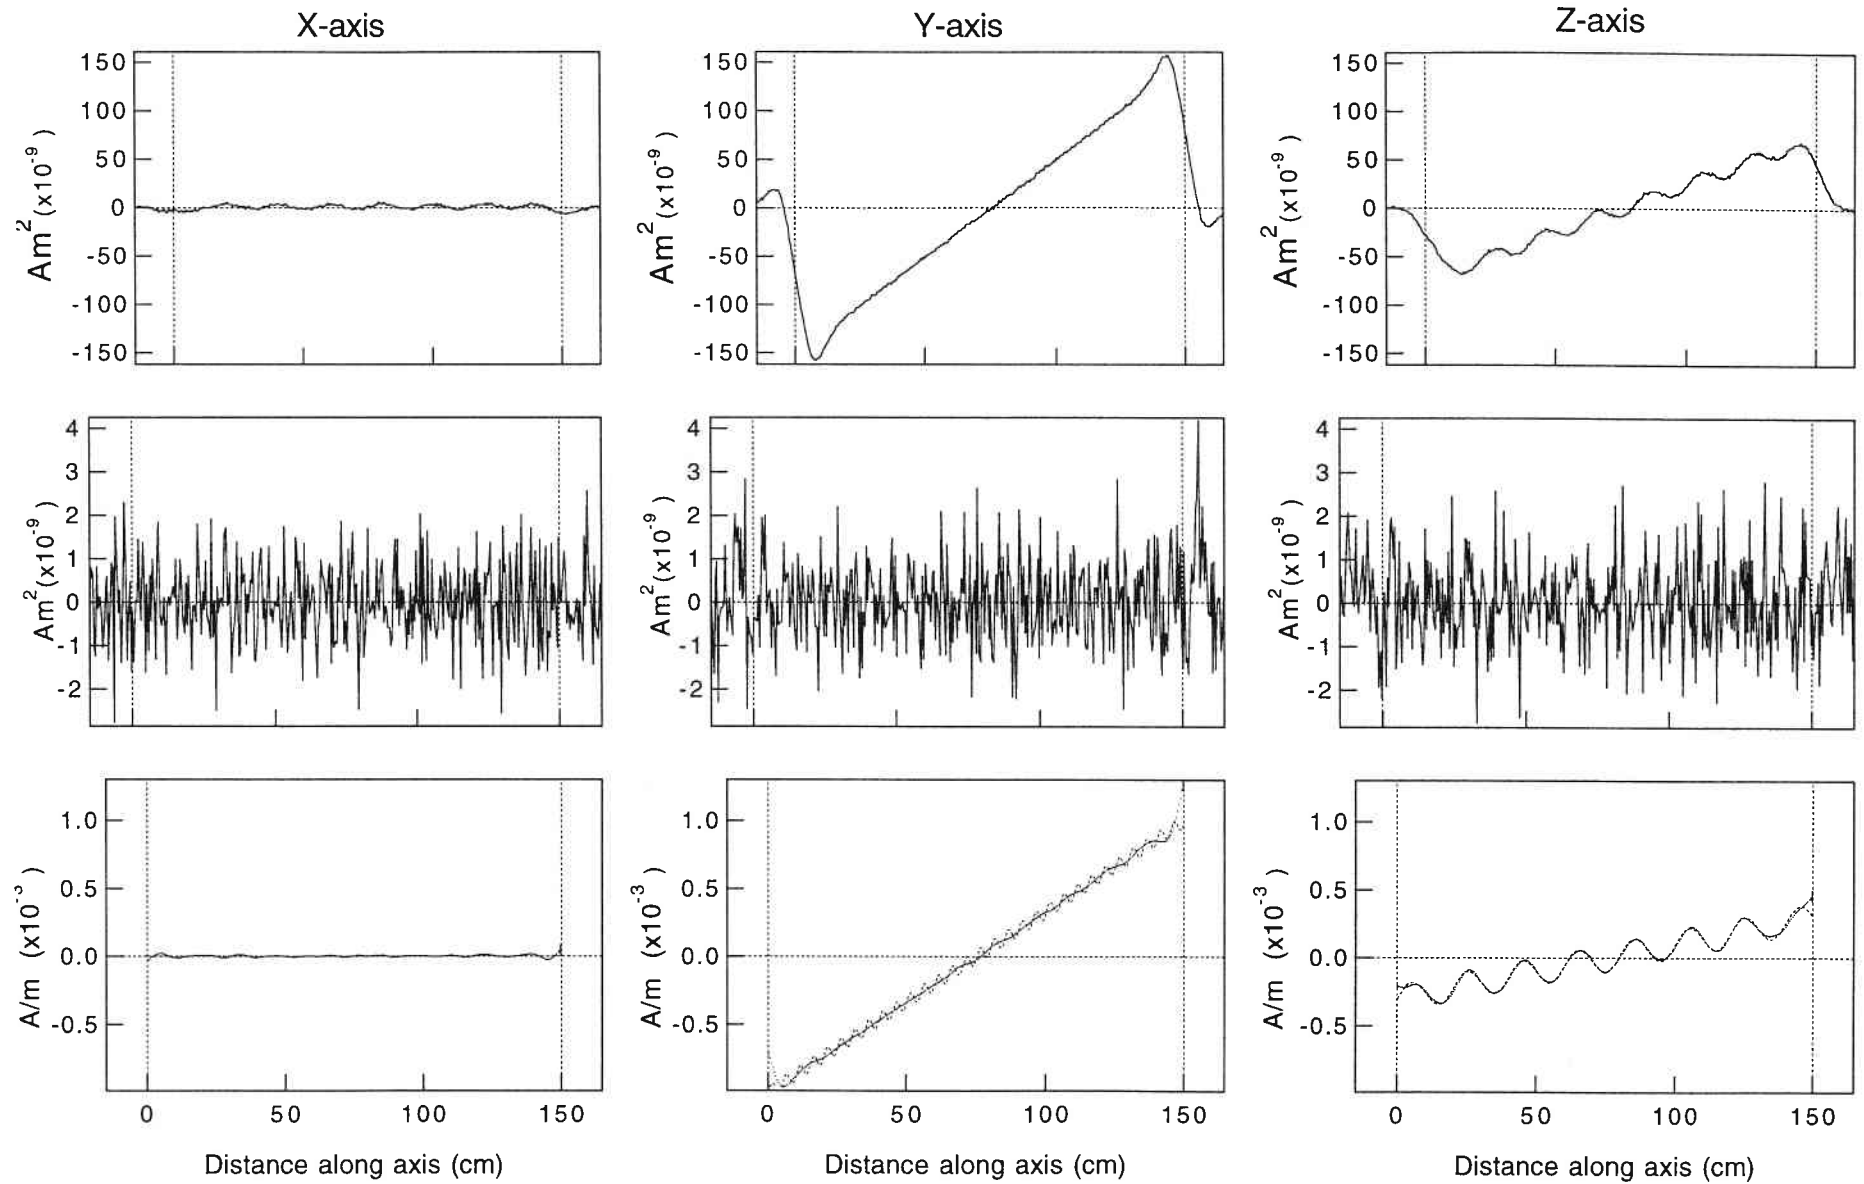 X-axis Y-axis Z-axis
150 150 150
100 100 100
50 50 50
0 0 0
-50 -50 -50
-100 -100 -100
-150 -150 -150
Am² (x10⁻⁹) Am² (x10⁻⁹) Am² (x10⁻⁹)
4 4 4
3 3 3
2 2 2
1 1 1
0 0 0
-1 -1 -1
-2 -2 -2
Am² (x10⁻⁹) Am² (x10⁻⁹) Am² (x10⁻⁹)
1.0 1.0 1.0
0.5 0.5 0.5
0.0 0.0 0.0
-0.5 -0.5 -0.5
A/m (x10⁻³) A/m (x10⁻³) A/m (x10⁻³)
0 50 100 150 0 50 100 150 0 50 100 150
Distance along axis (cm) Distance along axis (cm) Distance along axis (cm)